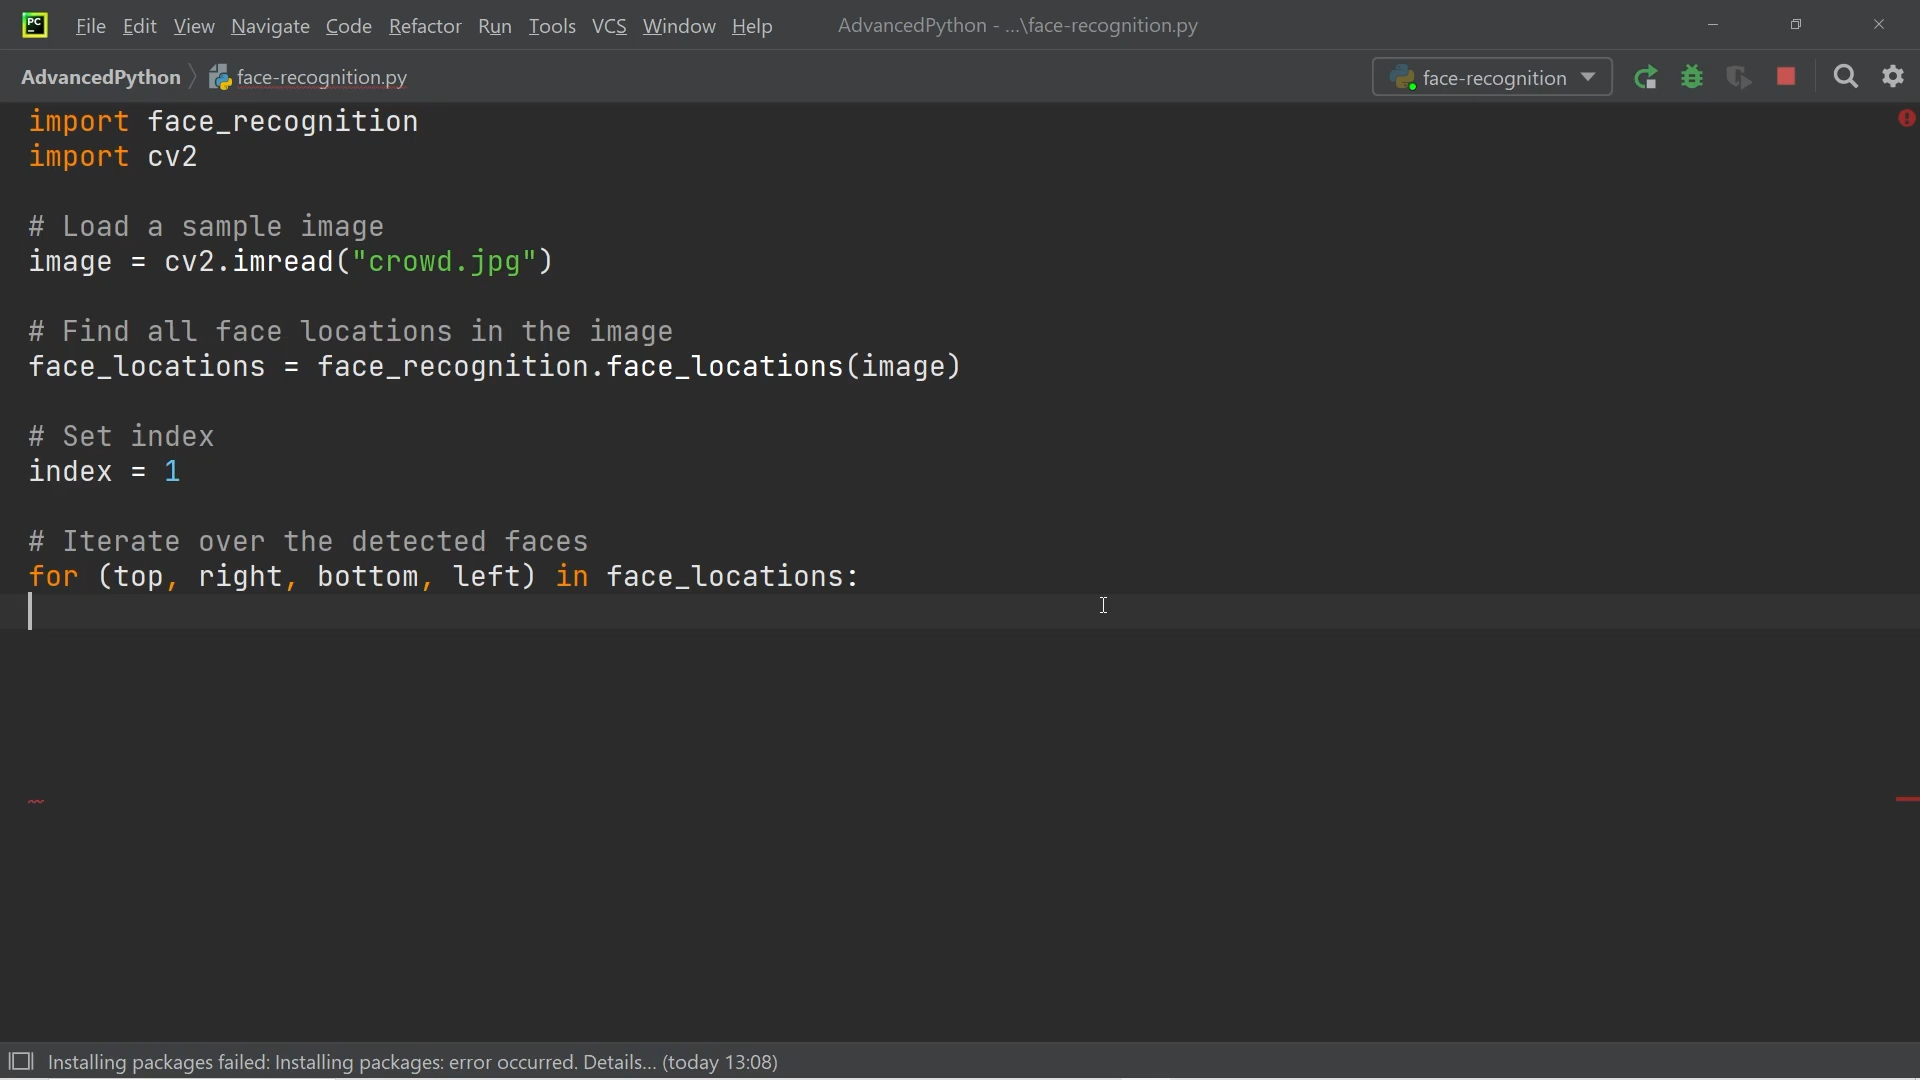 PC File Edit View Navigate Code Refactor Run Tools VCS Window Help AdvancedPython - ...\face-recognition.py
AdvancedPython face-recognition.py face-recognition
import face_recognition
import cv2
# Load a sample image
image = cv2.imread("crowd.jpg")
# Find all face locations in the image
face_locations = face_recognition.face_locations(image)
# Set index
index = 1
# Iterate over the detected faces
for (top, right, bottom, left) in face_locations:
Installing packages failed: Installing packages: error occurred. Details... (today 13:08)